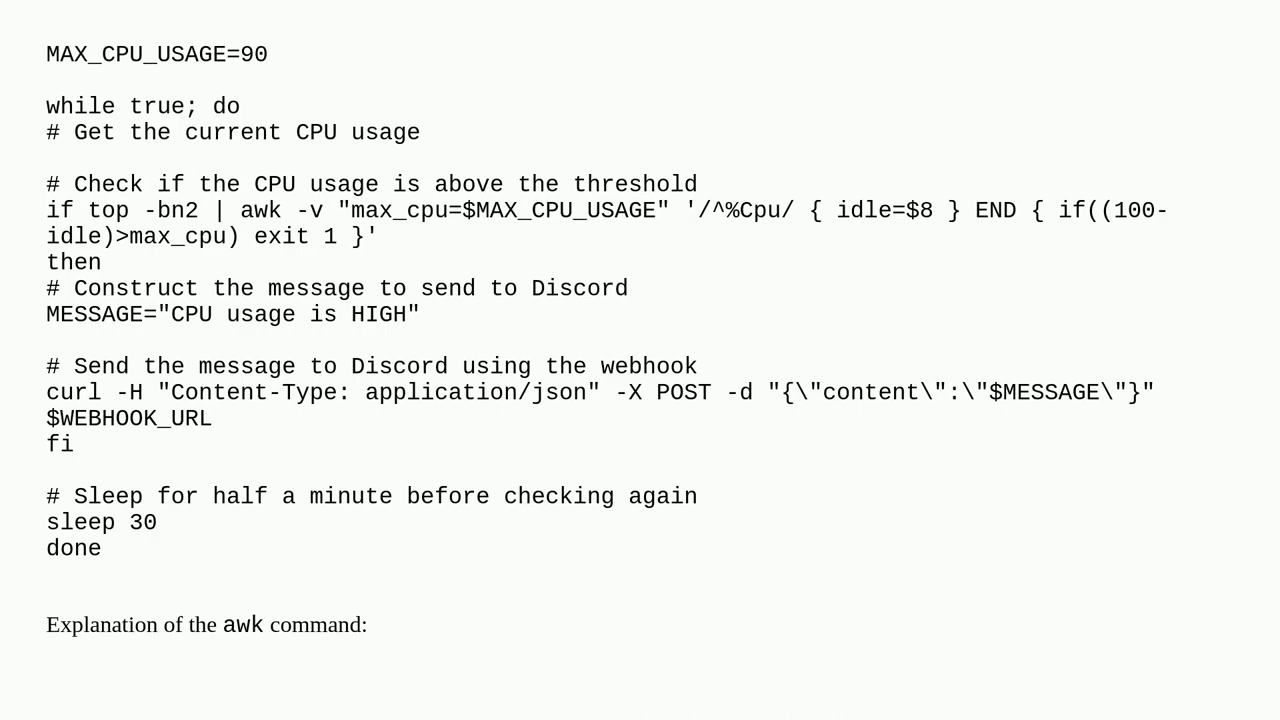 MAX_CPU_USAGE=90
while true; do
# Get the current CPU usage
# Check if the CPU usage is above the threshold
if top -bn2 | awk -v "max_cpu=$MAX_CPU_USAGE" '/^%Cpu/ { idle=$8 } END { if((100-
idle)>max_cpu) exit 1 }'
then
# Construct the message to send to Discord
MESSAGE="CPU usage is HIGH"
# Send the message to Discord using the webhook
curl -H "Content-Type: application/json" -X POST -d "{\"content\":\"$MESSAGE\"}"
$WEBHOOK_URL
fi
# Sleep for half a minute before checking again
sleep 30
done
Explanation of the awk command: